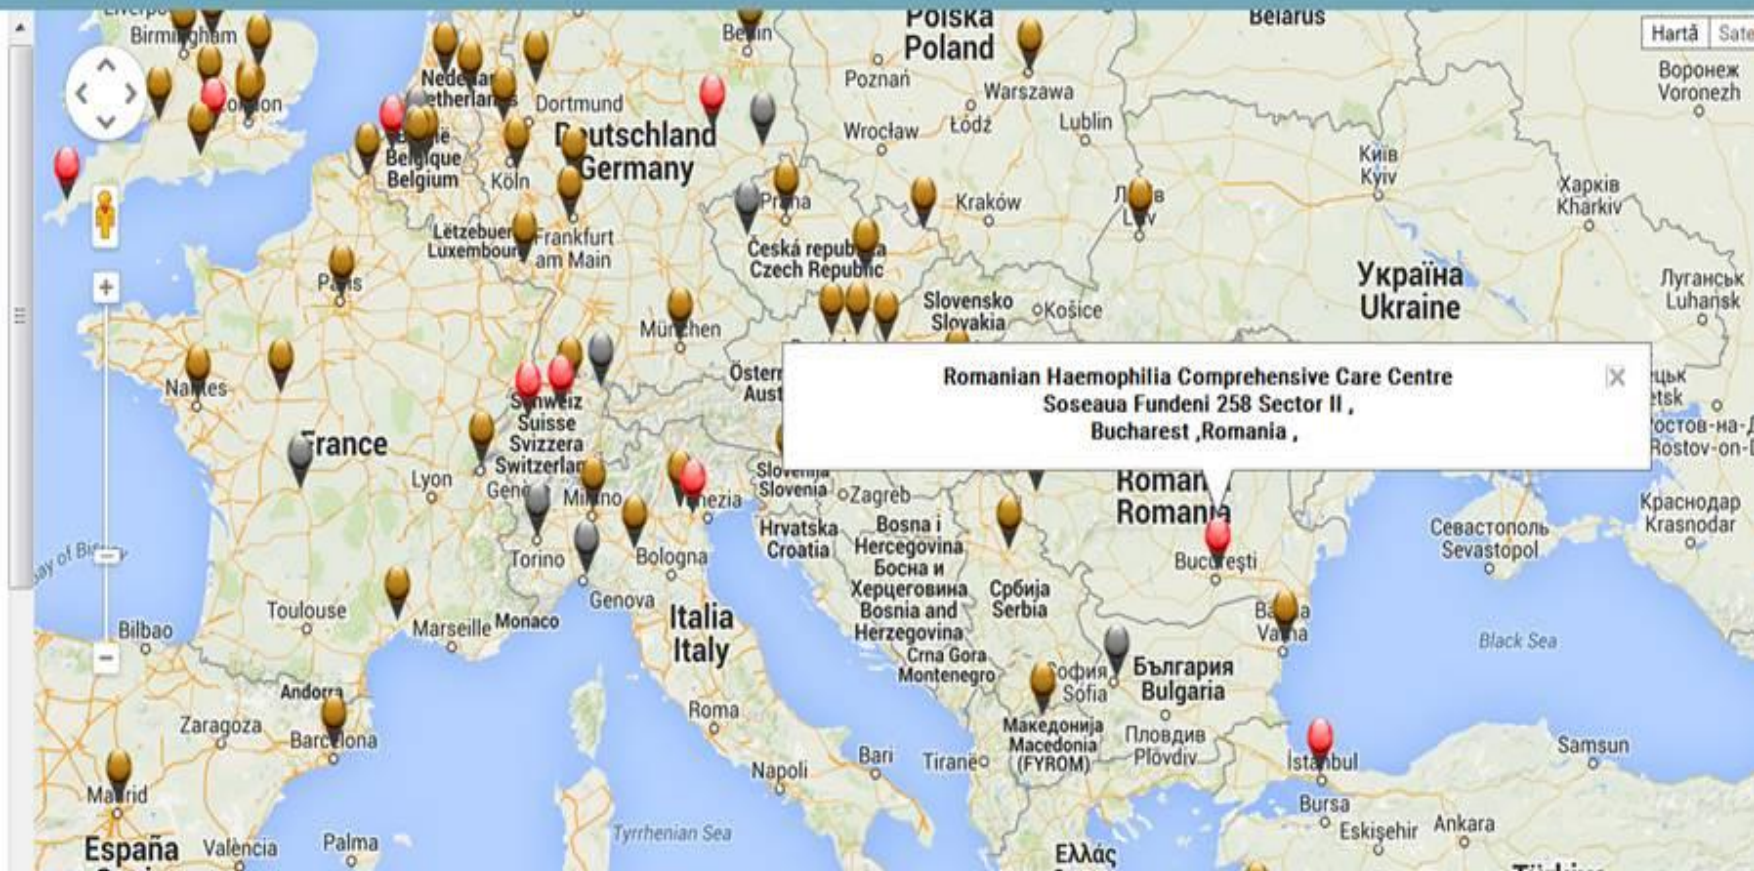 Polska
Poland
Belarus
Hartă
Birmingham
Berlin
Poznań
Warszawa
Воронеж
Voronezh
Dortmund
Łódź
Lublin
Wrocław
Deutschland
Germany
Belgique
Belgium
Köln
Київ
Kyiv
Харків
Kharkiv
Praha
Kraków
Luxembourg
Frankfurt
am Main
Česká republika
Czech Republic
Україна
Ukraine
Луганськ
Luhansk
Paris
Slovensko
Slovakia
Košice
München
Nantes
Romanian Haemophilia Comprehensive Care Centre
Soseaua Fundeni 258 Sector II ,
Bucharest ,Romania ,
Schweiz
Suisse
Svizzera
Switzerland
France
Lyon
Milano
Slovenia
Zagreb
România
Romania
Краснодар
Krasnodar
Севастополь
Sevastopol
Hrvatska
Croatia
Bosna i
Hercegovina
Босна и
Херцеговина
Bosnia and
Herzegovina
Torino
Bologna
București
Genova
Србија
Serbia
Toulouse
Italia
Italy
Marseille
Monaco
Bilbao
Varna
Black Sea
Crna Gora
Montenegro
София
Sofia
България
Bulgaria
Andorra
Zaragoza
Barcelona
Roma
Македонија
Macedonia
(FYROM)
Пловдив
Plovdiv
Bari
Tiranë
İstanbul
Samsun
Napoli
Madrid
Bursa
Eskişehir
Ankara
Tyrrhenian Sea
España
València
Palma
Ελλάς